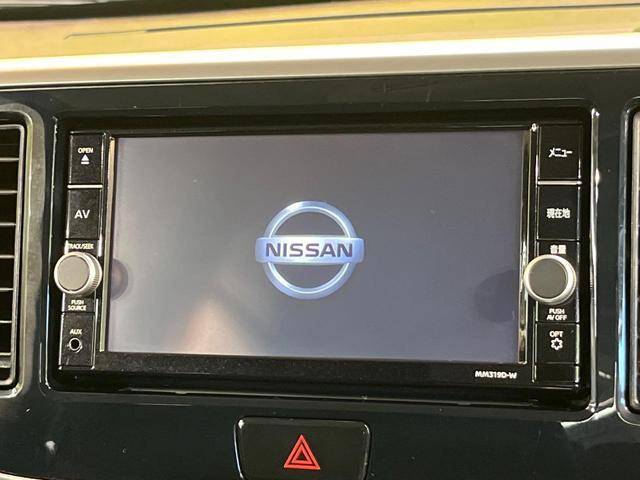 OPEN
AV
TRACK/SEEK
PUSH
SOURCE
AUX
NISSAN
メニュー
現在地
音量
PUSH
AV OFF
OPT
MM319D-W